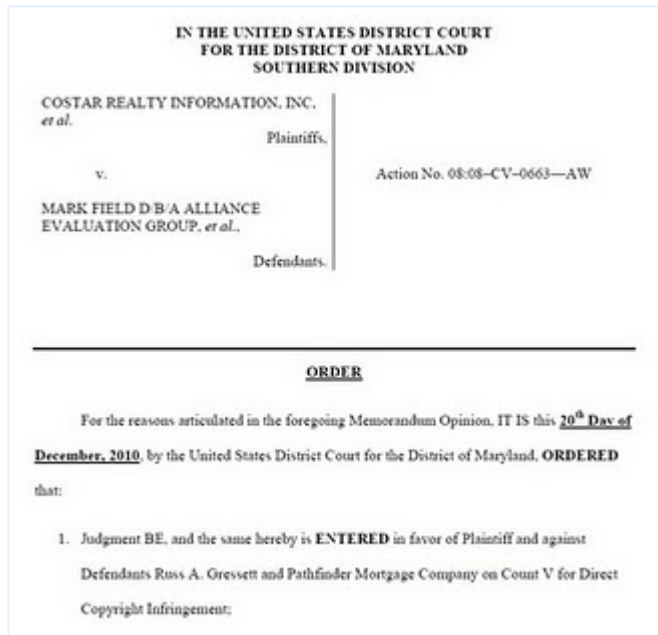 IN THE UNITED STATES DISTRICT COURT
FOR THE DISTRICT OF MARYLAND
SOUTHERN DIVISION
COSTAR REALTY INFORMATION, INC.
et al.
Plaintiffs,
v.
Action No. 08:08–CV–0663—AW
MARK FIELD D/B/A ALLIANCE
EVALUATION GROUP, et al.,
Defendants.
ORDER
For the reasons articulated in the foregoing Memorandum Opinion, IT IS this 20th Day of
December, 2010, by the United States District Court for the District of Maryland, ORDERED
that:
1. Judgment BE, and the same hereby is ENTERED in favor of Plaintiff and against
Defendants Russ A. Gressett and Pathfinder Mortgage Company on Count V for Direct
Copyright Infringement;